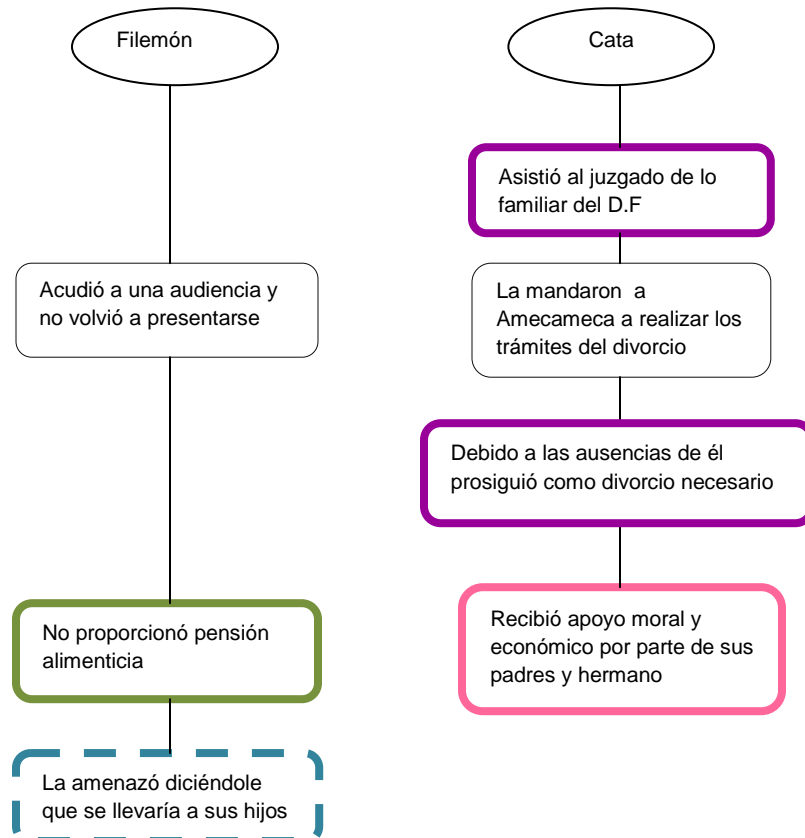 Filemón
Cata
Asistió al juzgado de lo
familiar del D.F
Acudió a una audiencia y
no volvió a presentarse
La mandaron a
Amecameca a realizar los
trámites del divorcio
Debido a las ausencias de él
prosiguió como divorcio necesario
No proporcionó pensión
alimenticia
Recibió apoyo moral y
económico por parte de sus
padres y hermano
La amenazó diciéndole
que se llevaría a sus hijos